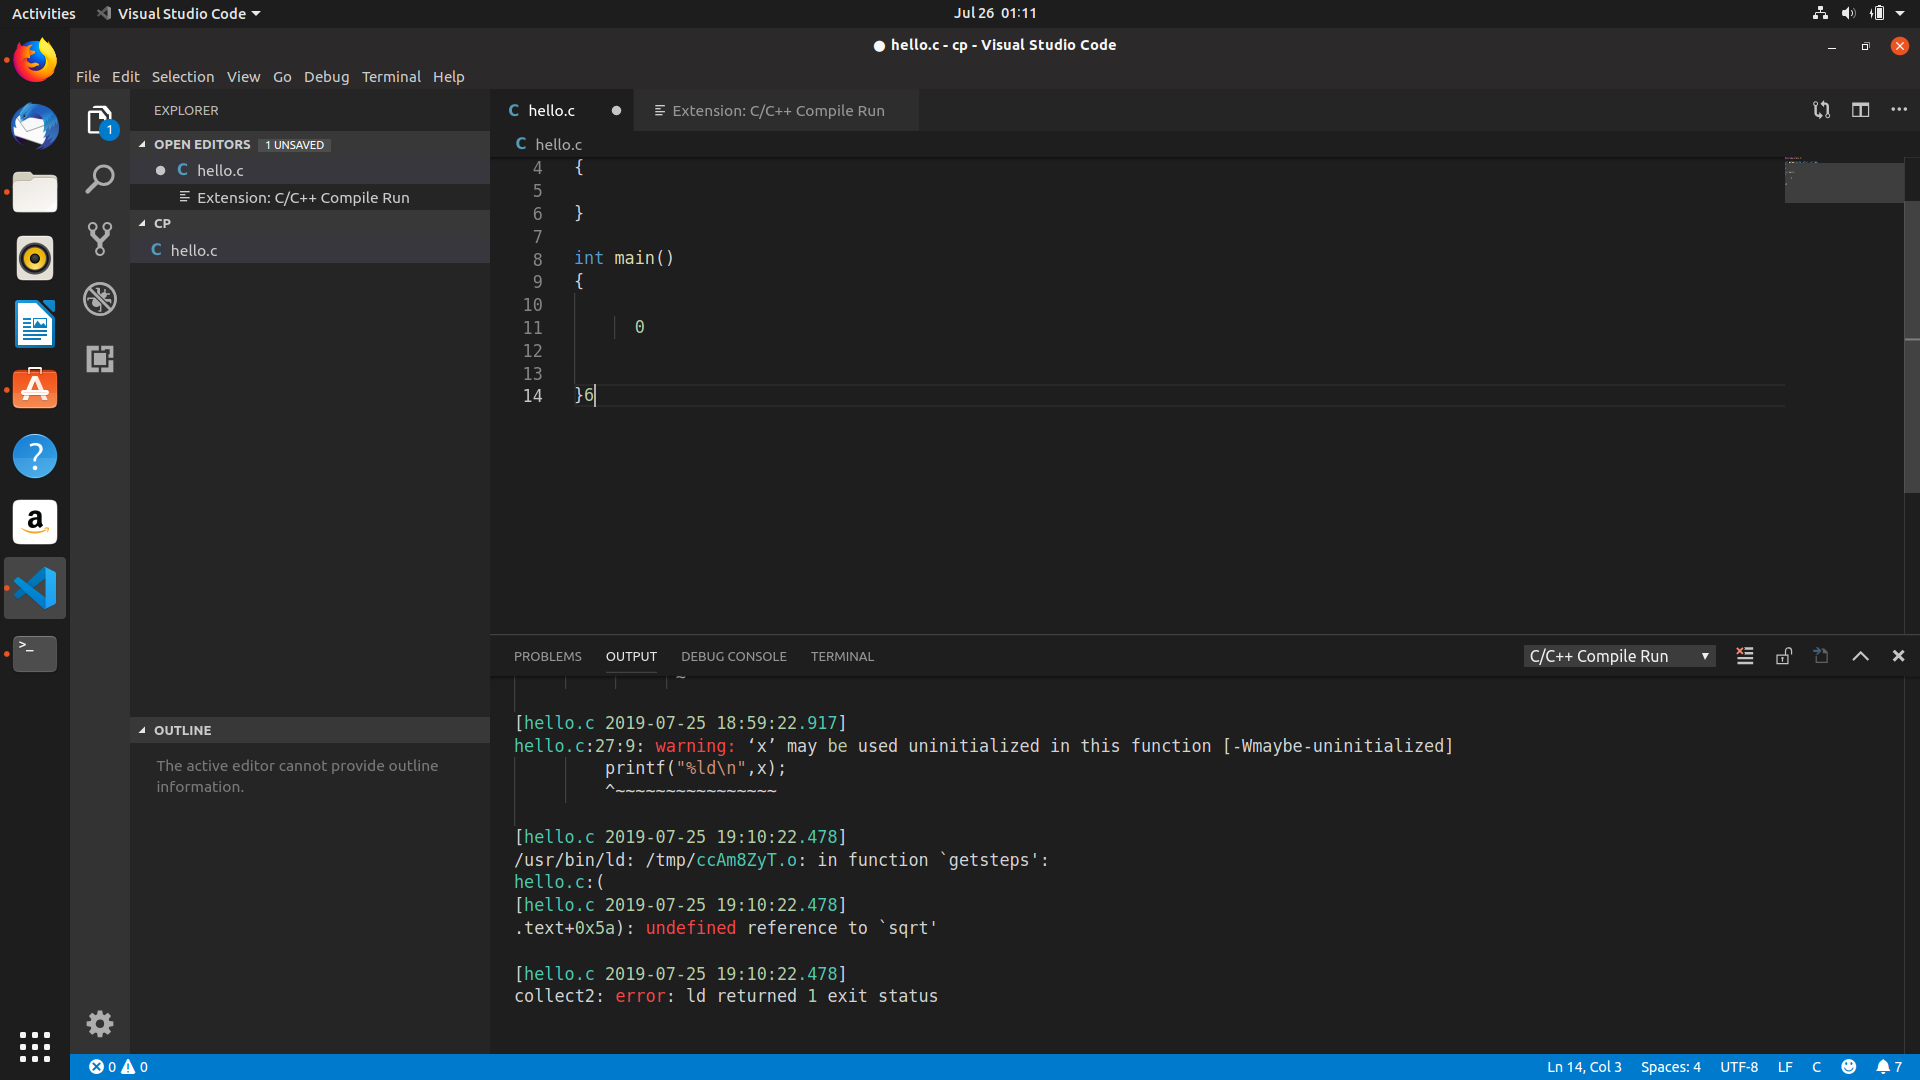 Activities
Visual Studio Code
Jul 26 01:11
hello.c - cp - Visual Studio Code
File Edit Selection View Go Debug Terminal Help
EXPLORER
1
OPEN EDITORS 1 UNSAVED
C hello.c
Extension: C/C++ Compile Run
CP
C hello.c
OUTLINE
The active editor cannot provide outline
information.
C hello.c
Extension: C/C++ Compile Run
C hello.c
4 {
5
6 }
7
8 int main()
9 {
10
11 0
12
13
14 }6
PROBLEMS OUTPUT DEBUG CONSOLE TERMINAL
C/C++ Compile Run
~
[hello.c 2019-07-25 18:59:22.917]
hello.c:27:9: warning: ‘x’ may be used uninitialized in this function [-Wmaybe-uninitialized]
printf("%ld\n",x);
^~~~~~~~~~~~~~~~~
[hello.c 2019-07-25 19:10:22.478]
/usr/bin/ld: /tmp/ccAm8ZyT.o: in function `getsteps':
hello.c:(
[hello.c 2019-07-25 19:10:22.478]
.text+0x5a): undefined reference to `sqrt'
[hello.c 2019-07-25 19:10:22.478]
collect2: error: ld returned 1 exit status
0 0
Ln 14, Col 3 Spaces: 4 UTF-8 LF C 7
?
a
>_